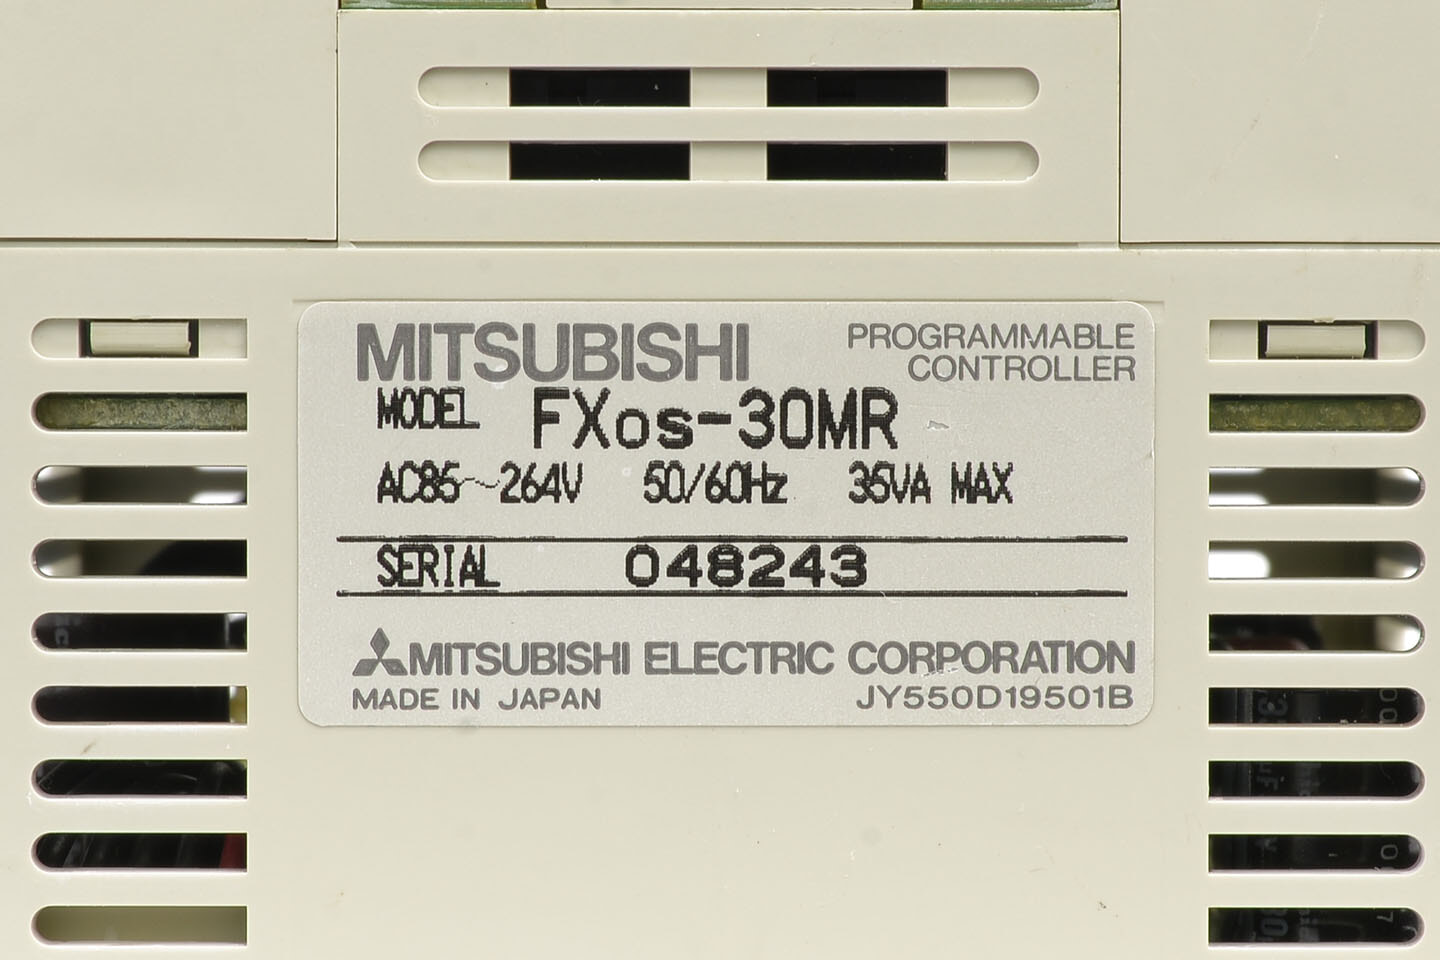 MITSUBISHI
PROGRAMMABLE
CONTROLLER
MODEL FXos-30MR
AC85~264V 50/60Hz 35VA MAX
SERIAL 048243
MITSUBISHI ELECTRIC CORPORATION
MADE IN JAPAN JY550D19501B